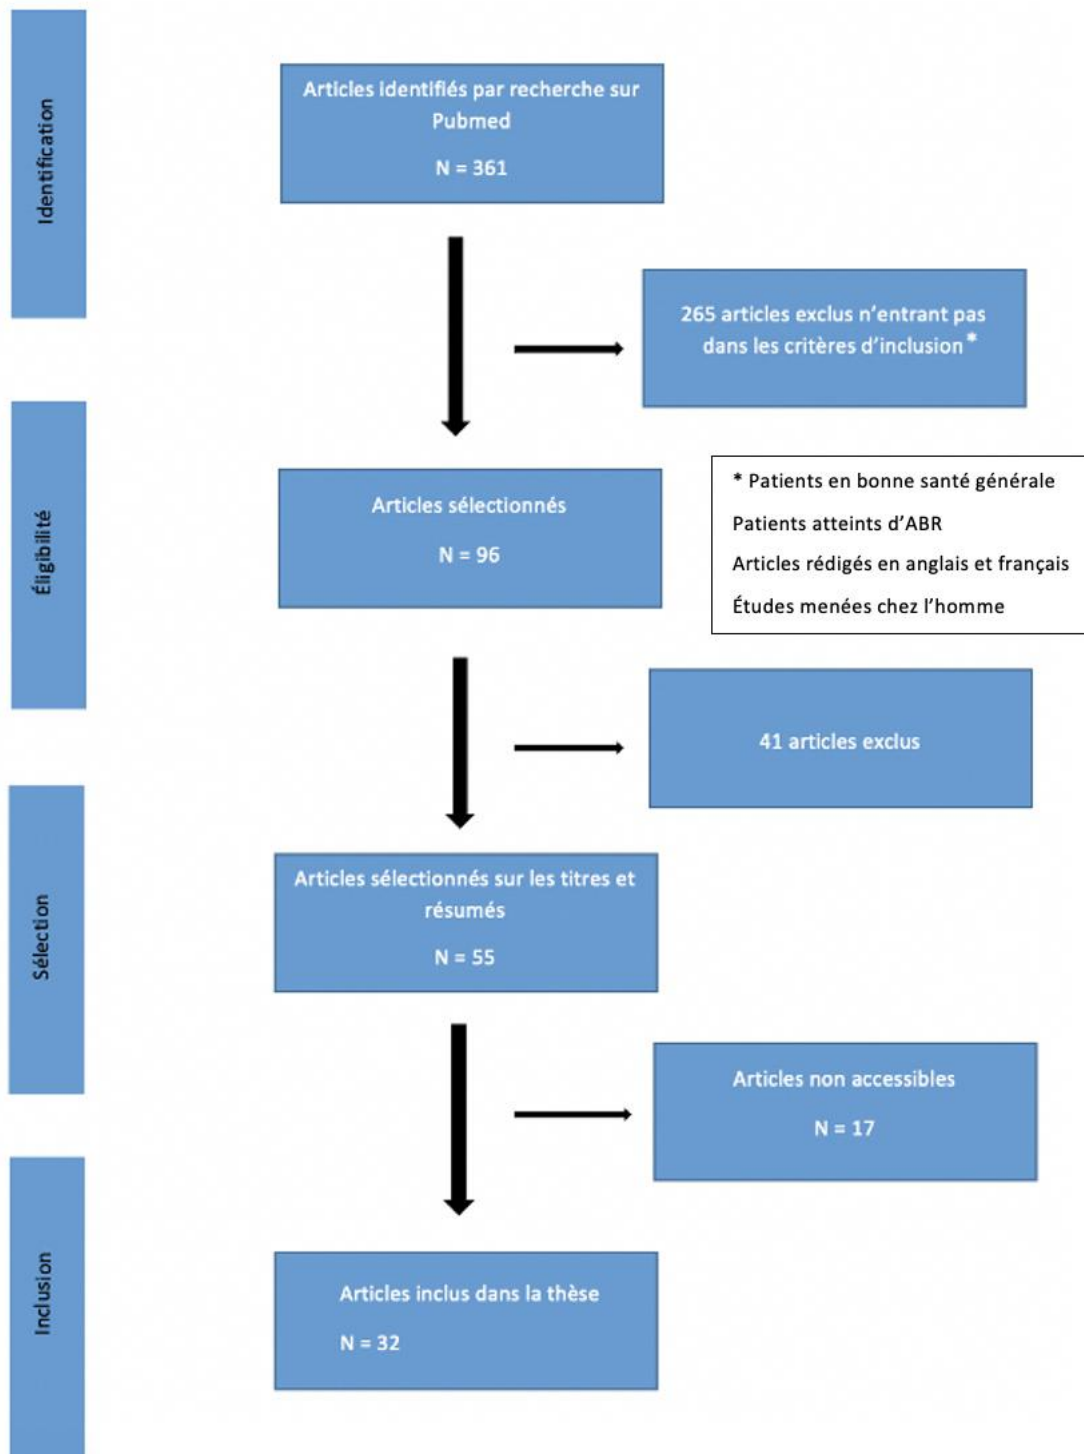 Identification
Articles identifiés par recherche sur
Pubmed
N = 361
265 articles exclus n’entrant pas
dans les critères d’inclusion *
Éligibilité
Articles sélectionnés
N = 96
* Patients en bonne santé générale
Patients atteints d’ABR
Articles rédigés en anglais et français
Études menées chez l’homme
41 articles exclus
Sélection
Articles sélectionnés sur les titres et
résumés
N = 55
Articles non accessibles
N = 17
Inclusion
Articles inclus dans la thèse
N = 32